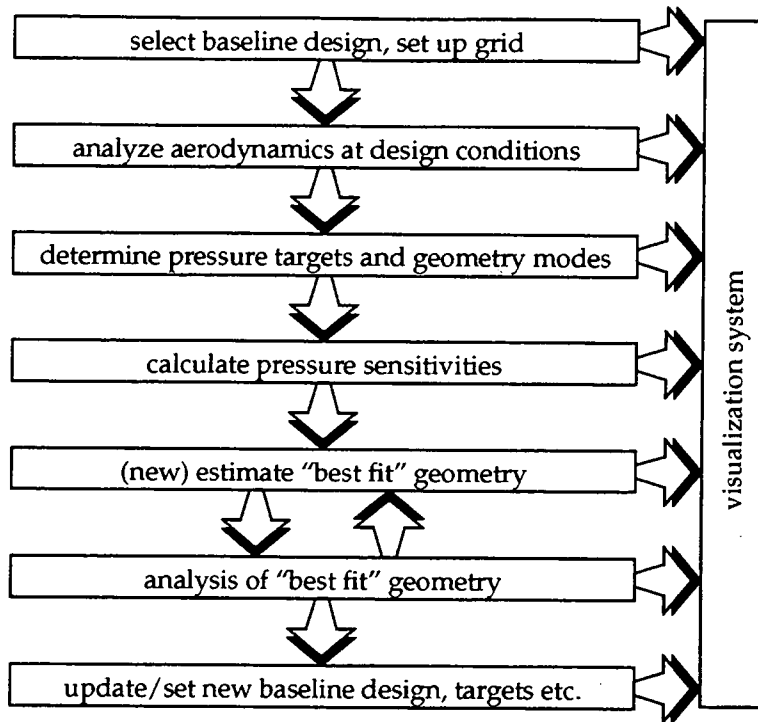 select baseline design, set up grid
analyze aerodynamics at design conditions
determine pressure targets and geometry modes
calculate pressure sensitivities
(new) estimate “best fit” geometry
analysis of “best fit” geometry
update/set new baseline design, targets etc.
visualization system